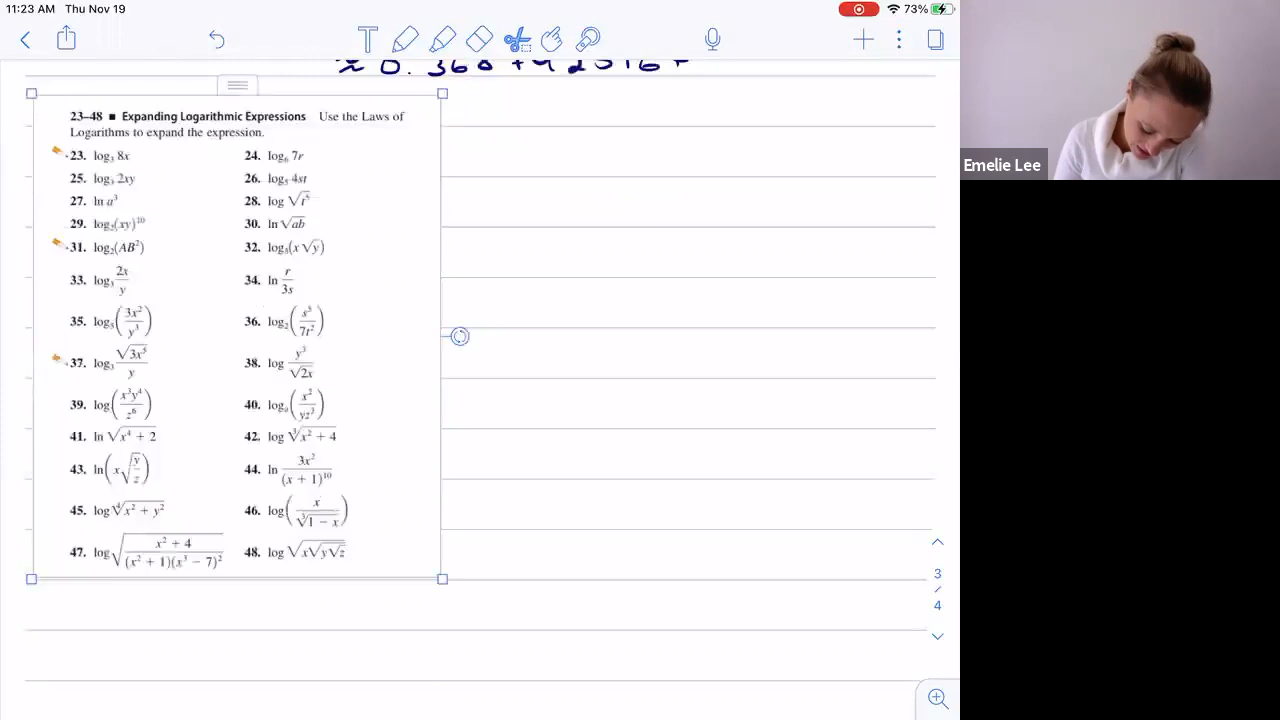 11:23 AM Thu Nov 19
73%
23–48 ■ Expanding Logarithmic Expressions Use the Laws of
Logarithms to expand the expression.
23. log₃ 8x 24. log₆ 7r
25. log₃ 2xy 26. log₅ 4st
27. ln a³ 28. log √t⁵
29. log₂(xy)¹⁰ 30. ln √ab
31. log₂(AB²) 32. log₅(x√y)
33. log₃ 2x/y 34. ln r/3s
35. log₅(3x²/y³) 36. log₂(s⁵/7t²)
37. log₃ √3x⁵/y 38. log y³/√2x
39. log(x³y⁴/z⁶) 40. logₐ(x²/yz³)
41. ln √x⁴ + 2 42. log ∛x² + 4
43. ln(x√y/z) 44. ln 3x²/(x + 1)¹⁰
45. log ∜x² + y² 46. log(x/∛1 − x)
47. log √x² + 4/(x² + 1)(x³ − 7)² 48. log √x√y√z
3
/
4
Emelie Lee